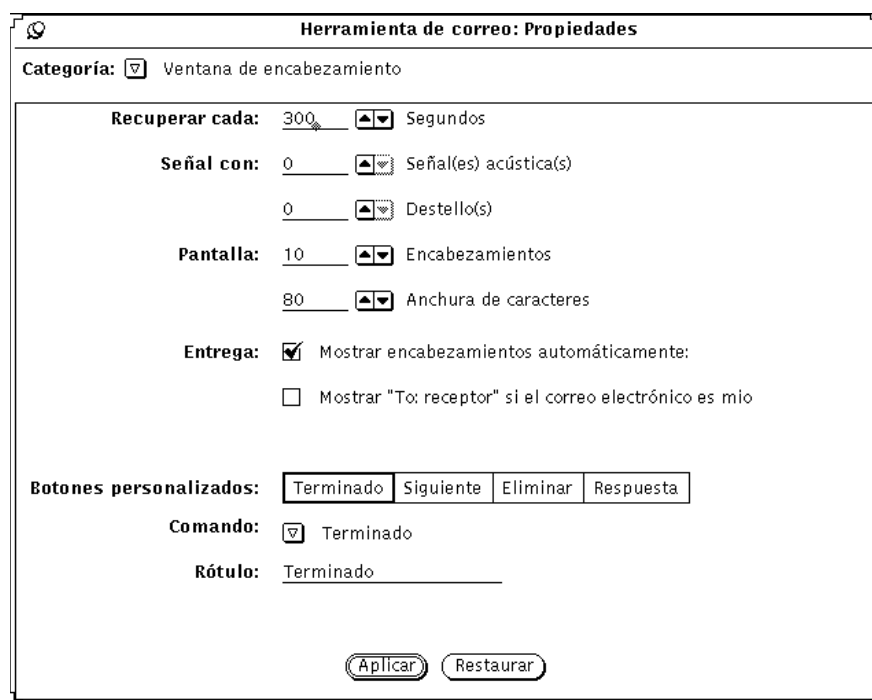 Herramienta de correo: Propiedades
Categoría: Ventana de encabezamiento
Recuperar cada: 300 Segundos
Señal con: 0 Señal(es) acústica(s)
0 Destello(s)
Pantalla: 10 Encabezamientos
80 Anchura de caracteres
Entrega: Mostrar encabezamientos automáticamente:
Mostrar "To: receptor" si el correo electrónico es mio
Botones personalizados: Terminado Siguiente Eliminar Respuesta
Comando: Terminado
Rótulo: Terminado
Aplicar Restaurar